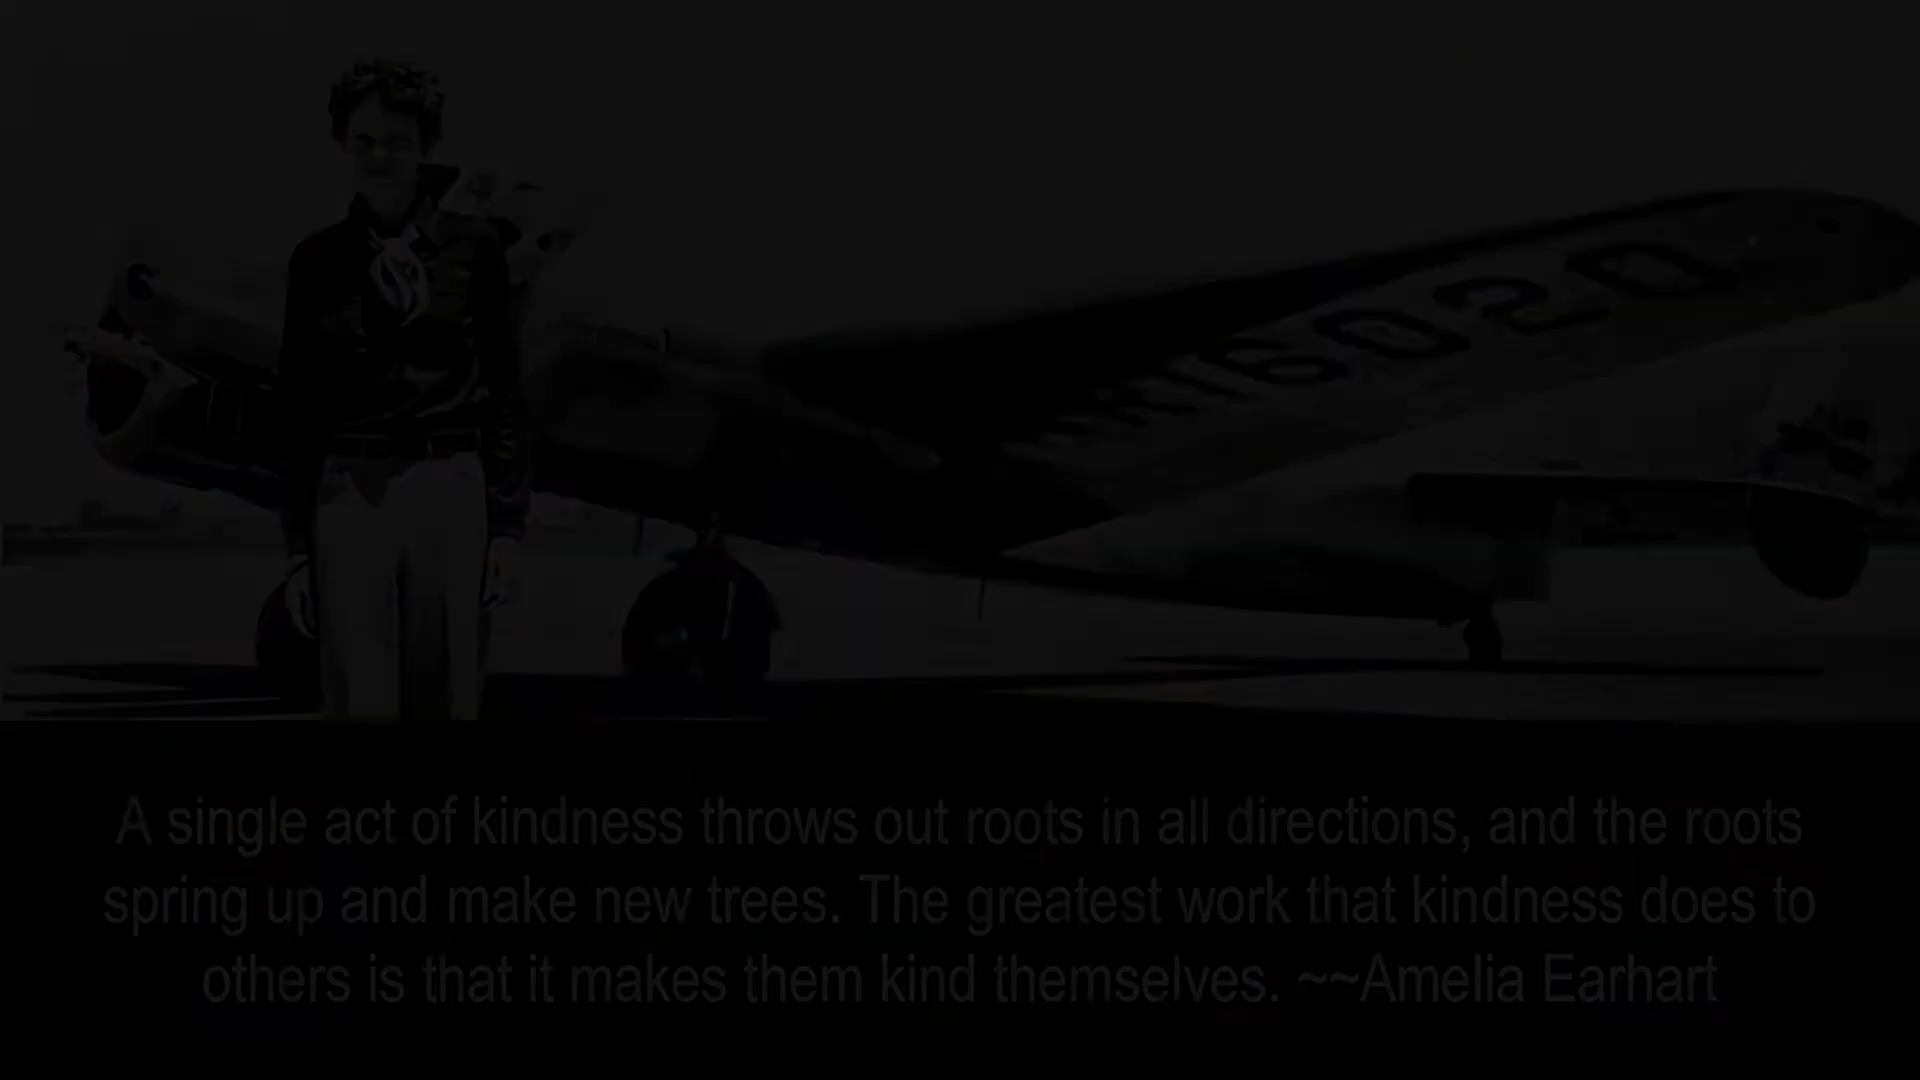 R16020
A single act of kindness throws out roots in all directions, and the roots
spring up and make new trees. The greatest work that kindness does to
others is that it makes them kind themselves. ~~Amelia Earhart